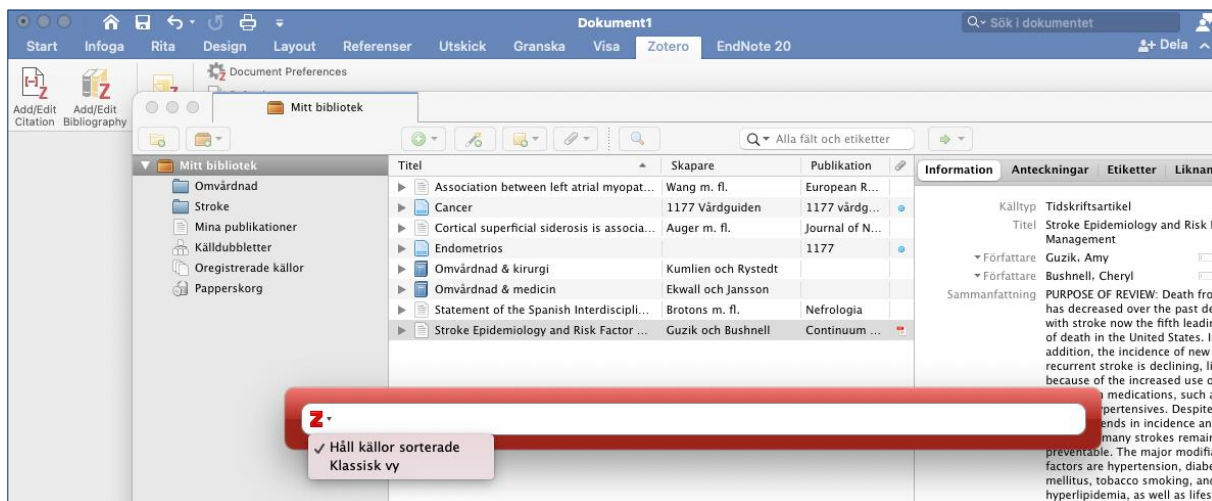 Dokument1
Sök i dokumentet
Start Infoga Rita Design Layout Referenser Utskick Granska Visa Zotero EndNote 20 Dela
Document Preferences
Add/Edit Citation
Add/Edit Bibliography
Mitt bibliotek
Alla fält och etiketter
Mitt bibliotek
Omvårdnad
Stroke
Mina publikationer
Källdubbletter
Oregistrerade källor
Papperskorg
Titel Skapare Publikation
Association between left atrial myopat... Wang m. fl. European R...
Cancer 1177 Vårdguiden 1177 vårdg...
Cortical superficial siderosis is associa... Auger m. fl. Journal of N...
Endometrios 1177
Omvårdnad & kirurgi Kumlien och Rystedt
Omvårdnad & medicin Ekwall och Jansson
Statement of the Spanish Interdiscipli... Brotons m. fl. Nefrologia
Stroke Epidemiology and Risk Factor ... Guzik och Bushnell Continuum ...
Information Anteckningar Etiketter Liknan
Källtyp Tidskriftsartikel
Titel Stroke Epidemiology and Risk
Management
Författare Guzik, Amy
Författare Bushnell, Cheryl
Sammanfattning PURPOSE OF REVIEW: Death fro
has decreased over the past de
with stroke now the fifth leadin
of death in the United States. I
addition, the incidence of new
recurrent stroke is declining, li
because of the increased use o
medications, such a
pertensives. Despite
ends in incidence an
many strokes remain
preventable. The major modifia
factors are hypertension, diabe
mellitus, tobacco smoking, and
hyperlipidemia, as well as lifes
Z
Håll källor sorterade
Klassisk vy